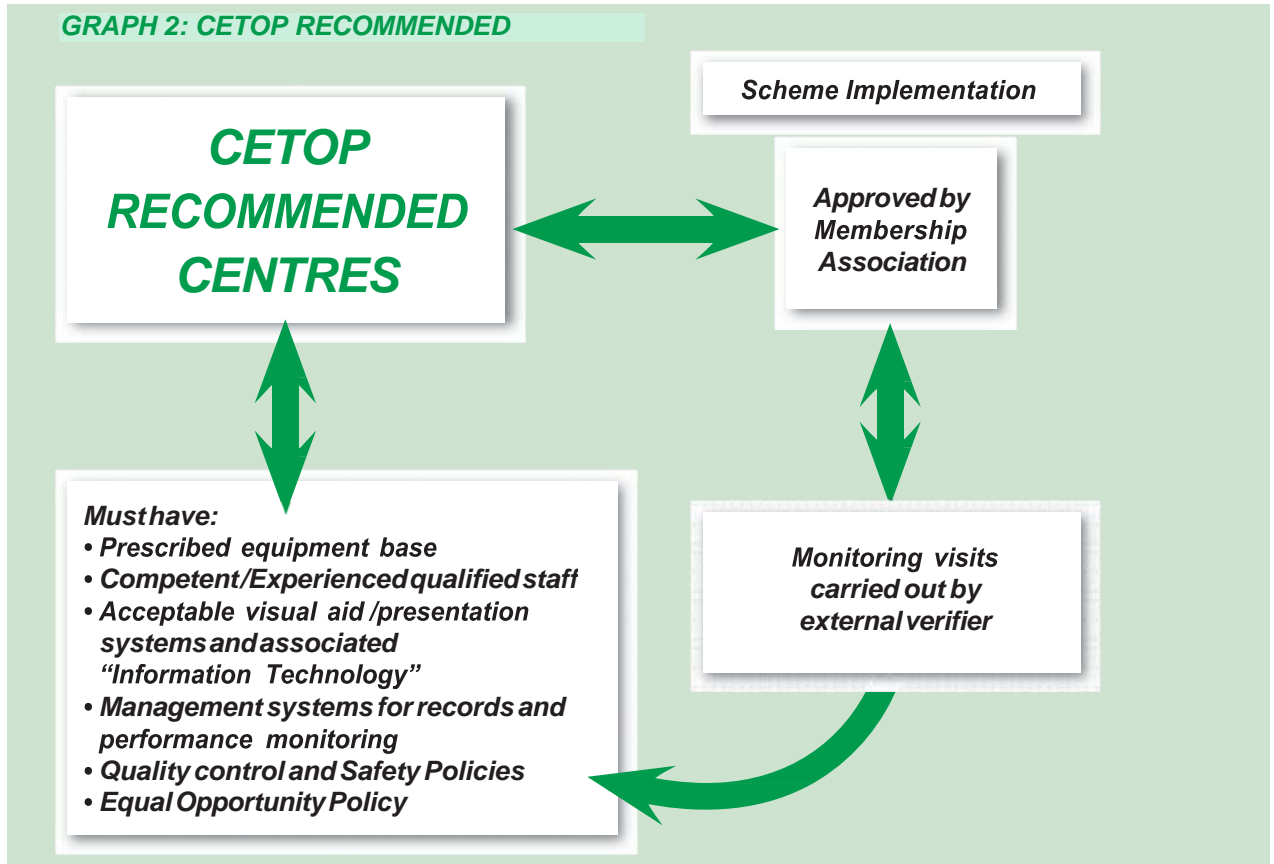 GRAPH 2: CETOP RECOMMENDED
CETOP
RECOMMENDED
CENTRES
Scheme Implementation
Approved by
Membership
Association
Must have:
• Prescribed equipment base
• Competent/Experienced qualified staff
• Acceptable visual aid /presentation
systems and associated
“Information Technology”
• Management systems for records and
performance monitoring
• Quality control and Safety Policies
• Equal Opportunity Policy
Monitoring visits
carried out by
external verifier